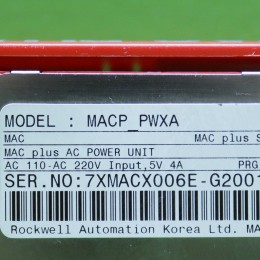 MODEL : MACP_PWXA
MAC MAC plus S
MAC plus AC POWER UNIT
AC 110-AC 220V Input,5V 4A PRG
SER.NO:7XMACX006E-G2001
Rockwell Automation Korea Ltd. MA